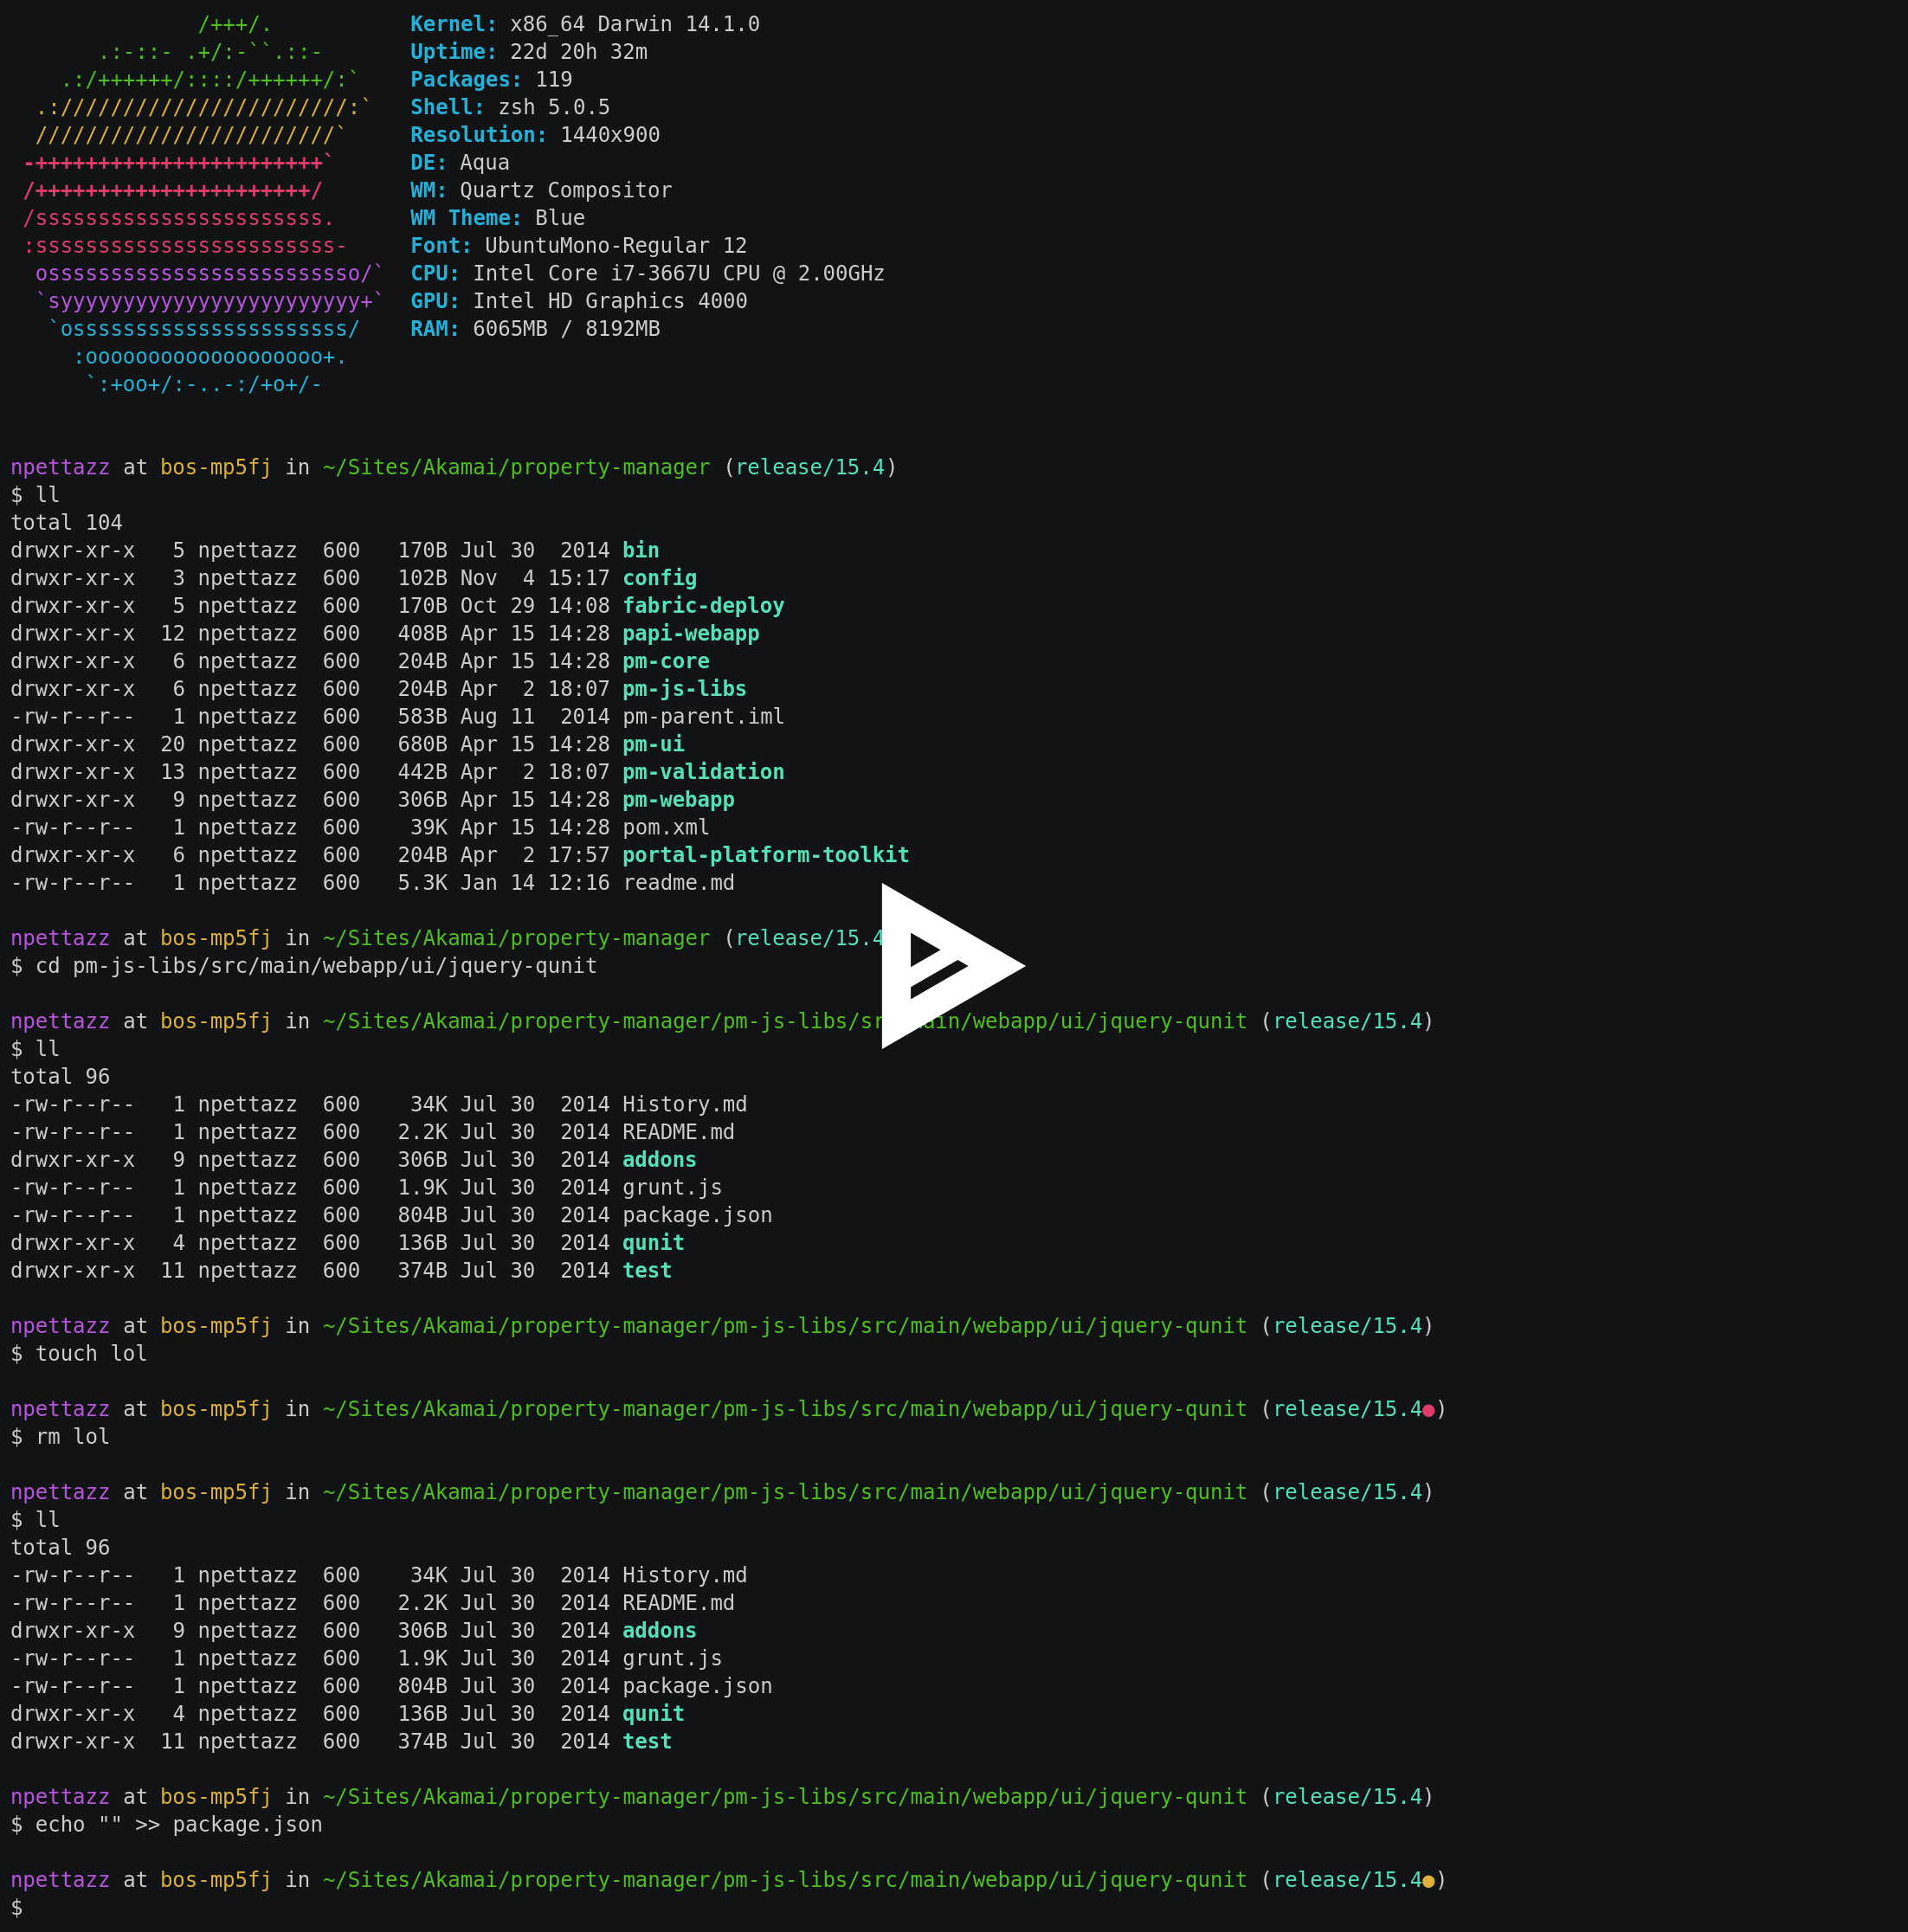 /+++/.           Kernel: x86_64 Darwin 14.1.0
       .:-::- .+/:-``.::-       Uptime: 22d 20h 32m
    .:/++++++/::::/++++++/:`    Packages: 119
  .:///////////////////////:`   Shell: zsh 5.0.5
  ////////////////////////`     Resolution: 1440x900
 -+++++++++++++++++++++++`      DE: Aqua
 /++++++++++++++++++++++/       WM: Quartz Compositor
 /sssssssssssssssssssssss.      WM Theme: Blue
 :ssssssssssssssssssssssss-     Font: UbuntuMono-Regular 12
  osssssssssssssssssssssssso/`  CPU: Intel Core i7-3667U CPU @ 2.00GHz
  `syyyyyyyyyyyyyyyyyyyyyyyy+`  GPU: Intel HD Graphics 4000
   `ossssssssssssssssssssss/    RAM: 6065MB / 8192MB
     :ooooooooooooooooooo+.
      `:+oo+/:-..-:/+o+/-
npettazz at bos-mp5fj in ~/Sites/Akamai/property-manager (release/15.4)
$ ll
total 104
drwxr-xr-x   5 npettazz  600   170B Jul 30  2014 bin
drwxr-xr-x   3 npettazz  600   102B Nov  4 15:17 config
drwxr-xr-x   5 npettazz  600   170B Oct 29 14:08 fabric-deploy
drwxr-xr-x  12 npettazz  600   408B Apr 15 14:28 papi-webapp
drwxr-xr-x   6 npettazz  600   204B Apr 15 14:28 pm-core
drwxr-xr-x   6 npettazz  600   204B Apr  2 18:07 pm-js-libs
-rw-r--r--   1 npettazz  600   583B Aug 11  2014 pm-parent.iml
drwxr-xr-x  20 npettazz  600   680B Apr 15 14:28 pm-ui
drwxr-xr-x  13 npettazz  600   442B Apr  2 18:07 pm-validation
drwxr-xr-x   9 npettazz  600   306B Apr 15 14:28 pm-webapp
-rw-r--r--   1 npettazz  600    39K Apr 15 14:28 pom.xml
drwxr-xr-x   6 npettazz  600   204B Apr  2 17:57 portal-platform-toolkit
-rw-r--r--   1 npettazz  600   5.3K Jan 14 12:16 readme.md
npettazz at bos-mp5fj in ~/Sites/Akamai/property-manager (release/15.4
$ cd pm-js-libs/src/main/webapp/ui/jquery-qunit
npettazz at bos-mp5fj in ~/Sites/Akamai/property-manager/pm-js-libs/src/main/webapp/ui/jquery-qunit (release/15.4)
$ ll
total 96
-rw-r--r--   1 npettazz  600    34K Jul 30  2014 History.md
-rw-r--r--   1 npettazz  600   2.2K Jul 30  2014 README.md
drwxr-xr-x   9 npettazz  600   306B Jul 30  2014 addons
-rw-r--r--   1 npettazz  600   1.9K Jul 30  2014 grunt.js
-rw-r--r--   1 npettazz  600   804B Jul 30  2014 package.json
drwxr-xr-x   4 npettazz  600   136B Jul 30  2014 qunit
drwxr-xr-x  11 npettazz  600   374B Jul 30  2014 test
npettazz at bos-mp5fj in ~/Sites/Akamai/property-manager/pm-js-libs/src/main/webapp/ui/jquery-qunit (release/15.4)
$ touch lol
npettazz at bos-mp5fj in ~/Sites/Akamai/property-manager/pm-js-libs/src/main/webapp/ui/jquery-qunit (release/15.4●)
$ rm lol
npettazz at bos-mp5fj in ~/Sites/Akamai/property-manager/pm-js-libs/src/main/webapp/ui/jquery-qunit (release/15.4)
$ ll
total 96
-rw-r--r--   1 npettazz  600    34K Jul 30  2014 History.md
-rw-r--r--   1 npettazz  600   2.2K Jul 30  2014 README.md
drwxr-xr-x   9 npettazz  600   306B Jul 30  2014 addons
-rw-r--r--   1 npettazz  600   1.9K Jul 30  2014 grunt.js
-rw-r--r--   1 npettazz  600   804B Jul 30  2014 package.json
drwxr-xr-x   4 npettazz  600   136B Jul 30  2014 qunit
drwxr-xr-x  11 npettazz  600   374B Jul 30  2014 test
npettazz at bos-mp5fj in ~/Sites/Akamai/property-manager/pm-js-libs/src/main/webapp/ui/jquery-qunit (release/15.4)
$ echo "" >> package.json
npettazz at bos-mp5fj in ~/Sites/Akamai/property-manager/pm-js-libs/src/main/webapp/ui/jquery-qunit (release/15.4●)
$